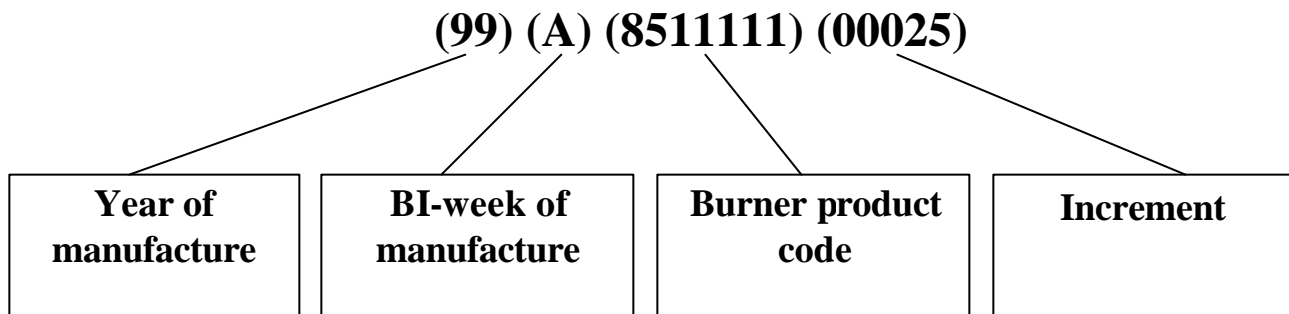 (99) (A) (8511111) (00025)
Year of
manufacture
BI-week of
manufacture
Burner product
code
Increment